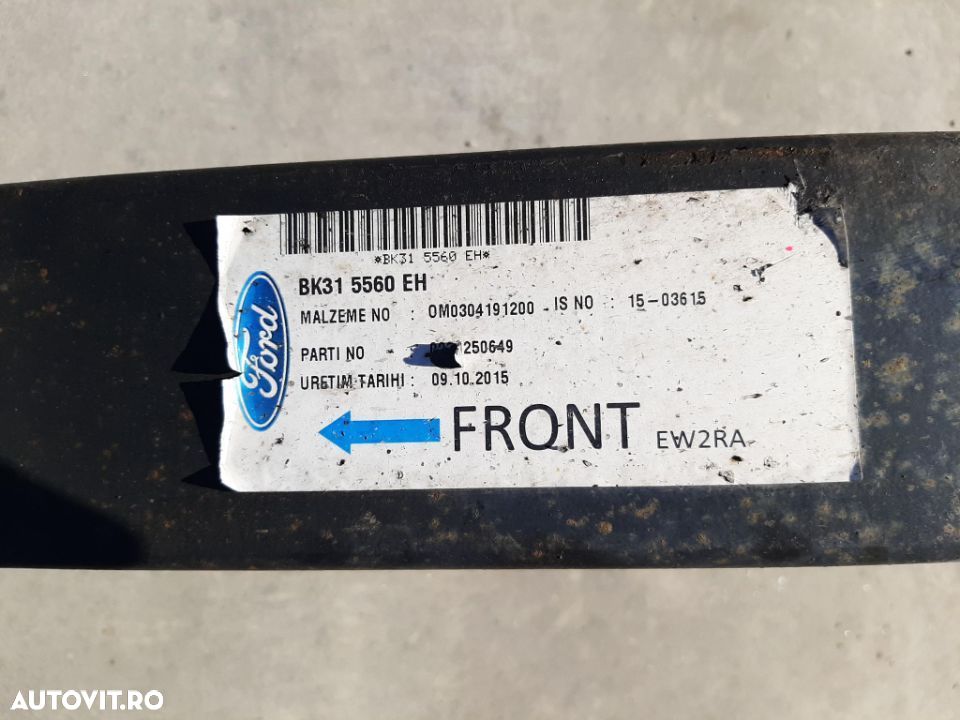 *BK31 5560 EH*
BK31 5560 EH
MALZEME NO : OM0304191200 IS NO : 15-03615
PARTI NO
URETIM TARIHI : 09.10.2015
Ford
FRONT EW2RA
AUTOVIT.RO